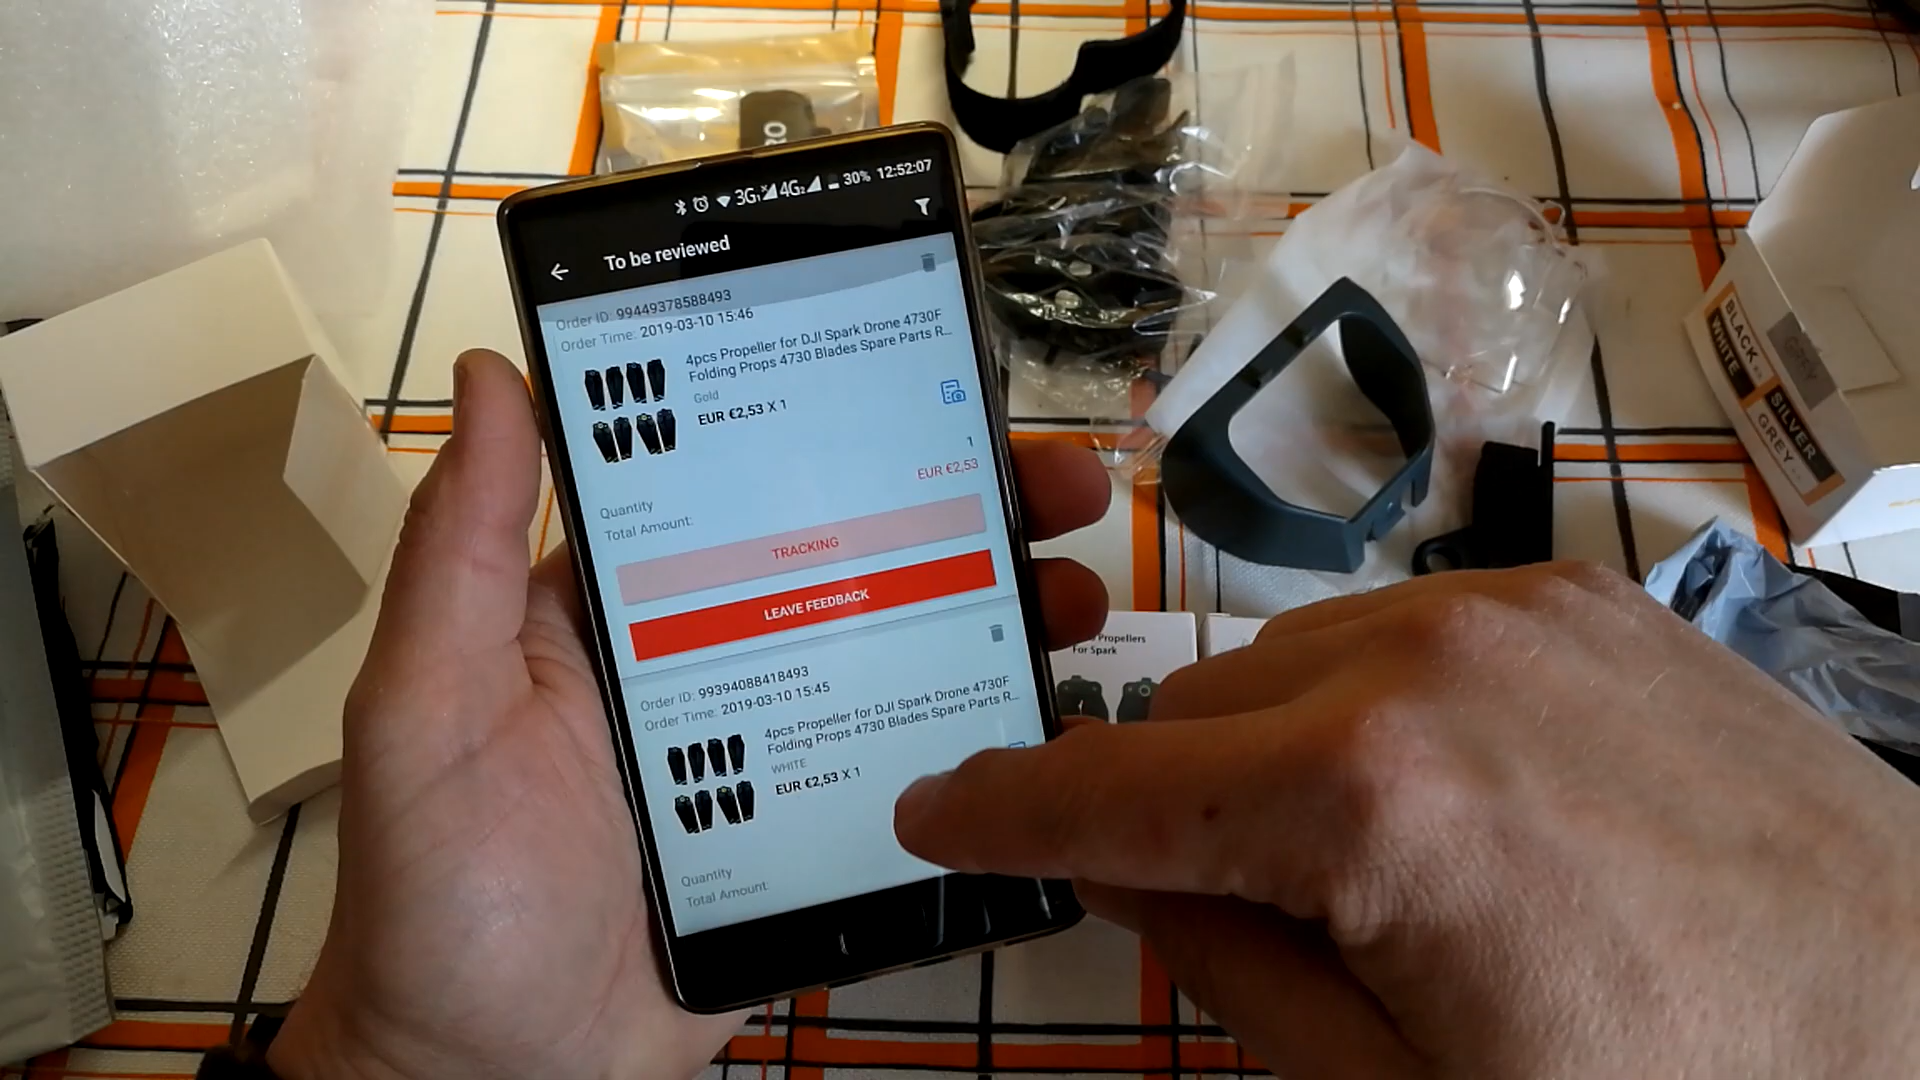 RO
3G1 4G2 30% 12:52:07
To be reviewed
Order ID: 99449378588493
Order Time: 2019-03-10 15:46
4pcs Propeller for DJI Spark Drone 4730F
Folding Props 4730 Blades Spare Parts R...
Gold
EUR €2,53 X 1
1
EUR €2,53
Quantity
Total Amount:
TRACKING
LEAVE FEEDBACK
Order ID: 99394088418493
Order Time: 2019-03-10 15:45
4pcs Propeller for DJI Spark Drone 4730F
Folding Props 4730 Blades Spare Parts R...
WHITE
EUR €2,53 X 1
Quantity
Total Amount:
Propellers
For Spark
BLACK
WHITE
GREY
SILVER
GREY